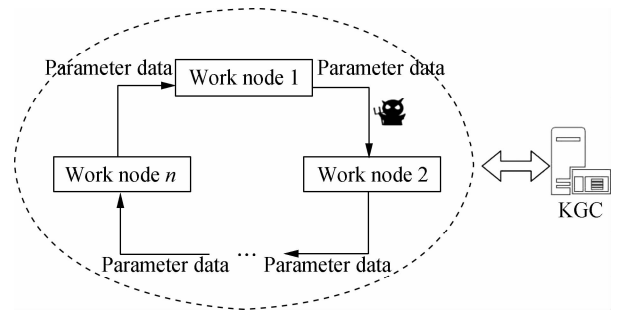 Parameter data
Work node 1
Parameter data
Work node n
Work node 2
KGC
...
Parameter data
Parameter data